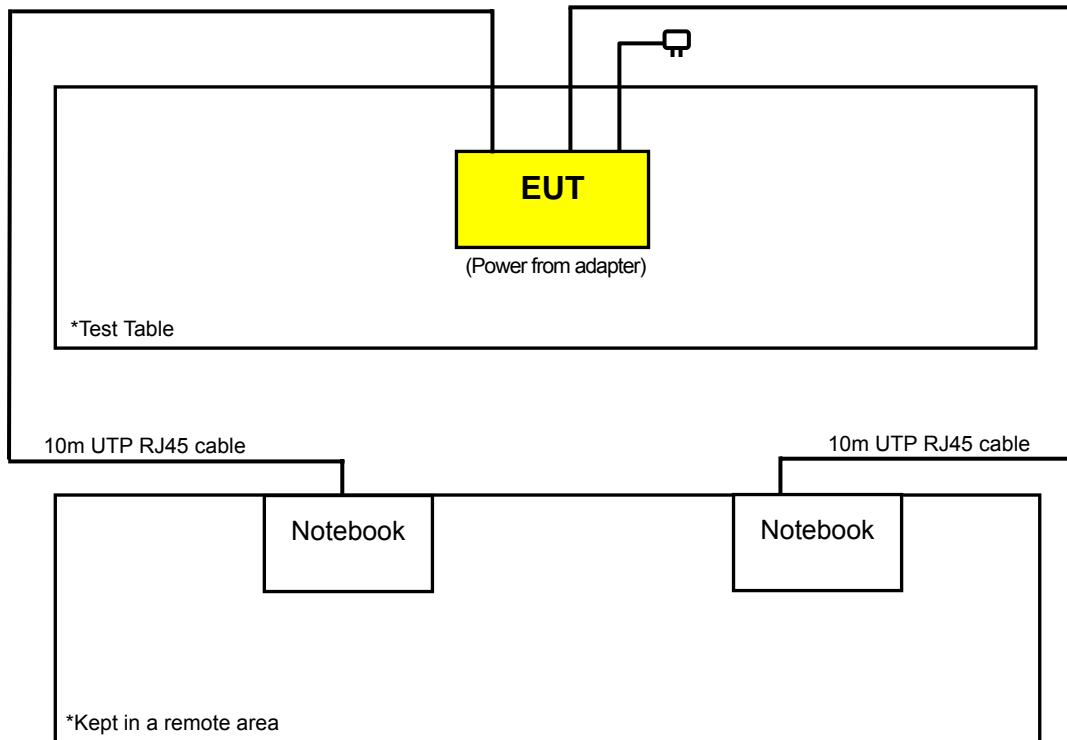 EUT
(Power from adapter)
*Test Table
10m UTP RJ45 cable
10m UTP RJ45 cable
Notebook
Notebook
*Kept in a remote area